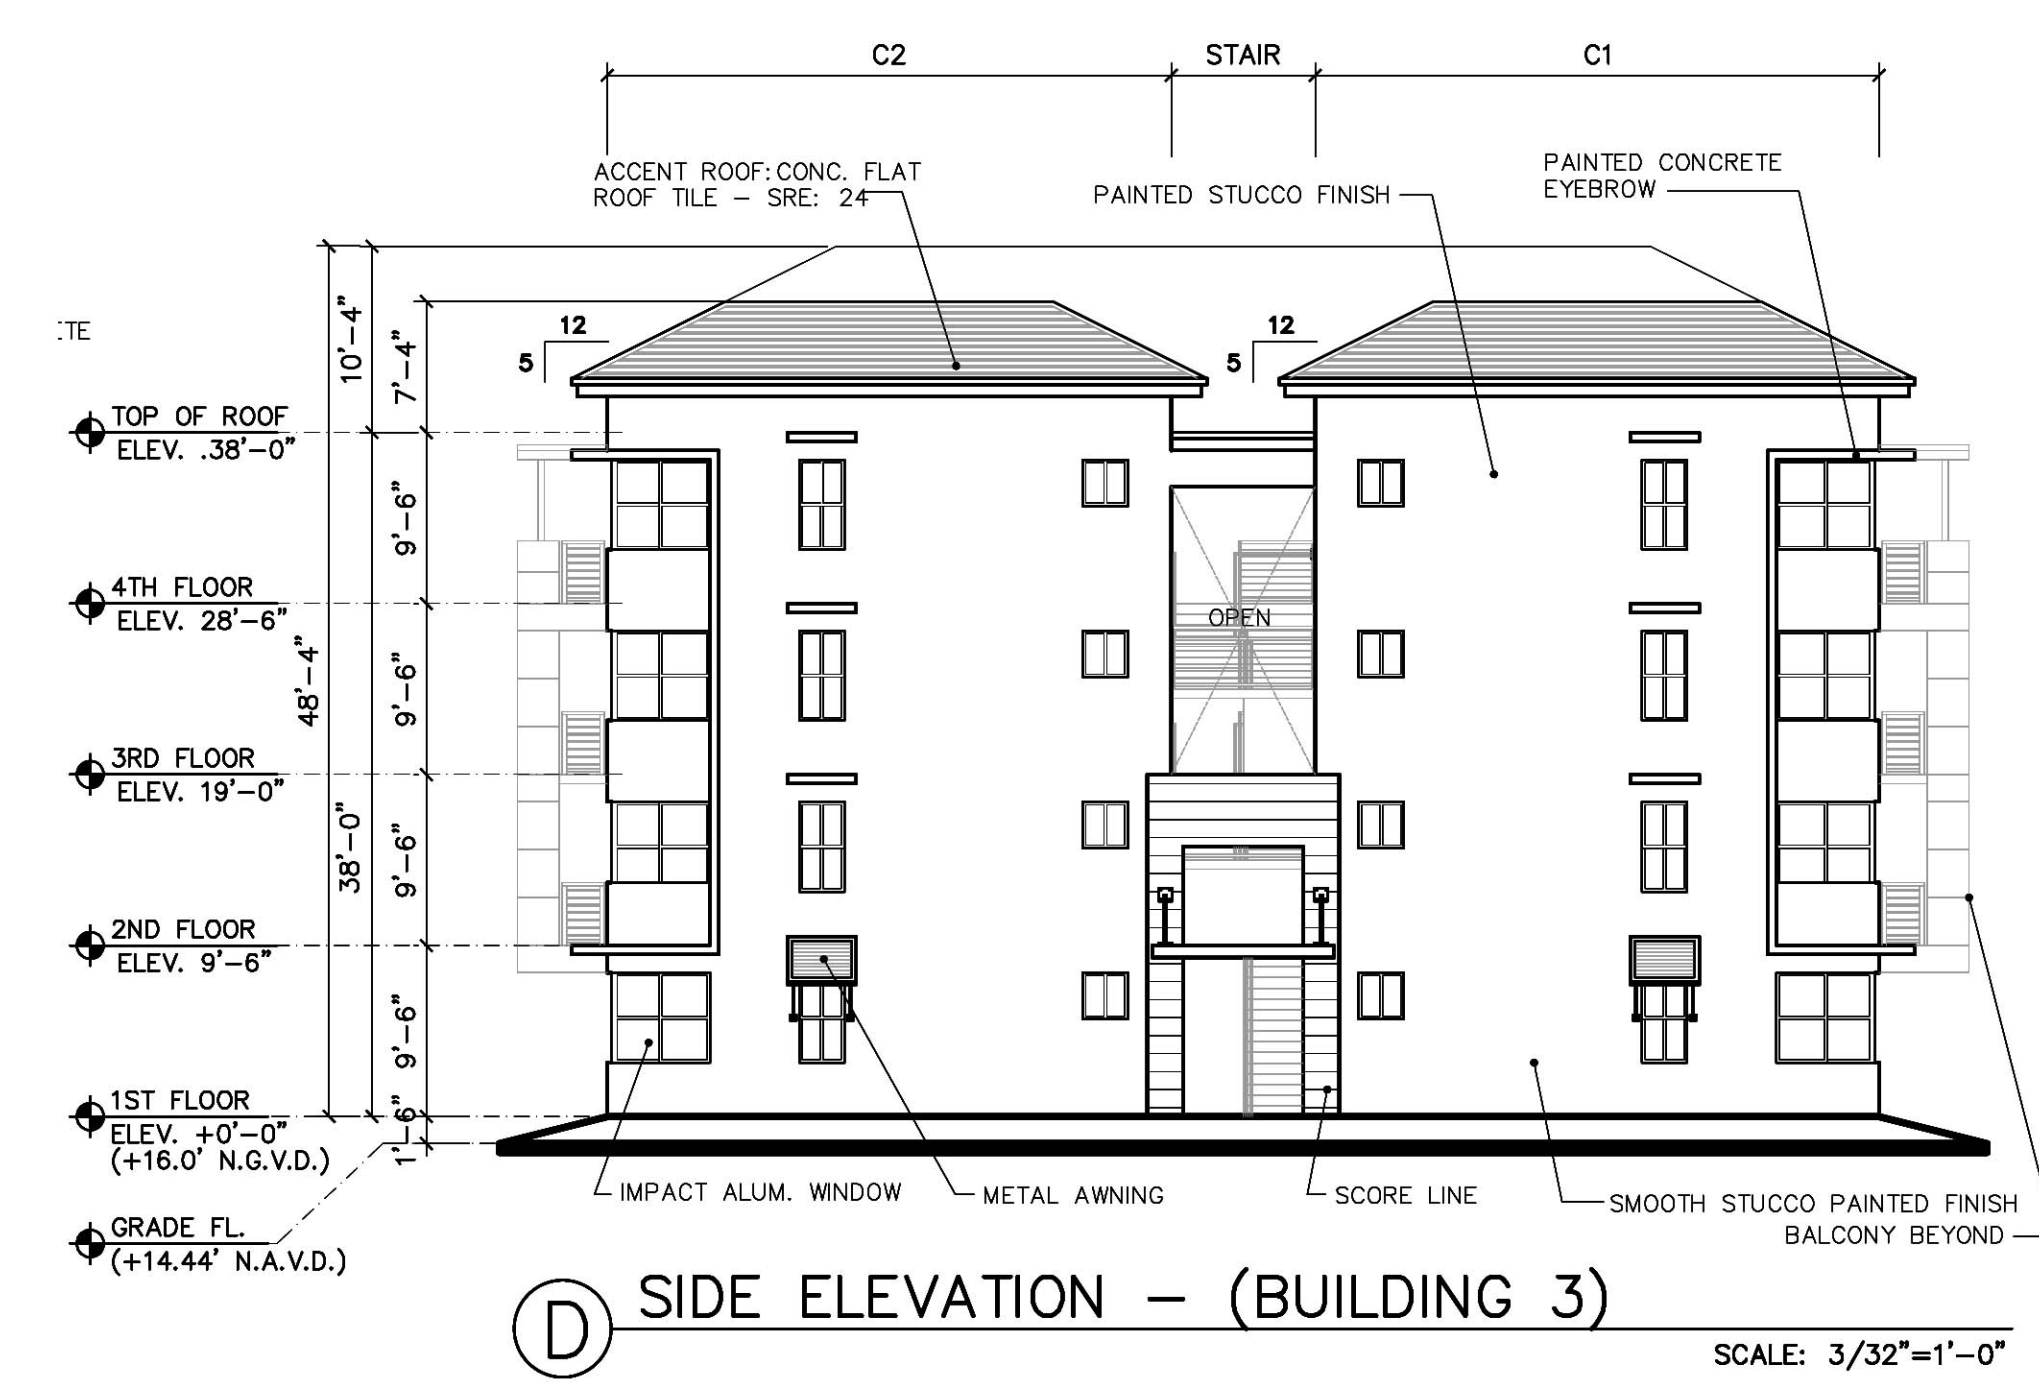 C2
STAIR
C1
ACCENT ROOF: CONC. FLAT
ROOF TILE – SRE: 24
PAINTED STUCCO FINISH
PAINTED CONCRETE
EYEBROW
12
5
12
5
10'–4"
7'–4"
TOP OF ROOF
ELEV. .38'–0"
9'–6"
4TH FLOOR
ELEV. 28'–6"
OPEN
48'–4"
9'–6"
3RD FLOOR
ELEV. 19'–0"
38'–0"
9'–6"
2ND FLOOR
ELEV. 9'–6"
9'–6"
1ST FLOOR
ELEV. +0'–0"
(+16.0' N.G.V.D.)
1'–6"
GRADE FL.
(+14.44' N.A.V.D.)
IMPACT ALUM. WINDOW
METAL AWNING
SCORE LINE
SMOOTH STUCCO PAINTED FINISH
BALCONY BEYOND
D
SIDE ELEVATION – (BUILDING 3)
SCALE: 3/32"=1'–0"